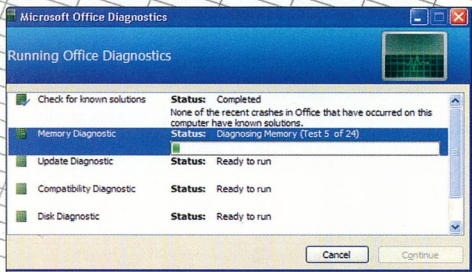 Microsoft Office Diagnostics
Running Office Diagnostics
Check for known solutions Status: Completed
None of the recent crashes in Office that have occurred on this
computer have known solutions.
Memory Diagnostic Status: Diagnosing Memory (Test 5 of 24)
Update Diagnostic Status: Ready to run
Compatibility Diagnostic Status: Ready to run
Disk Diagnostic Status: Ready to run
Cancel Continue